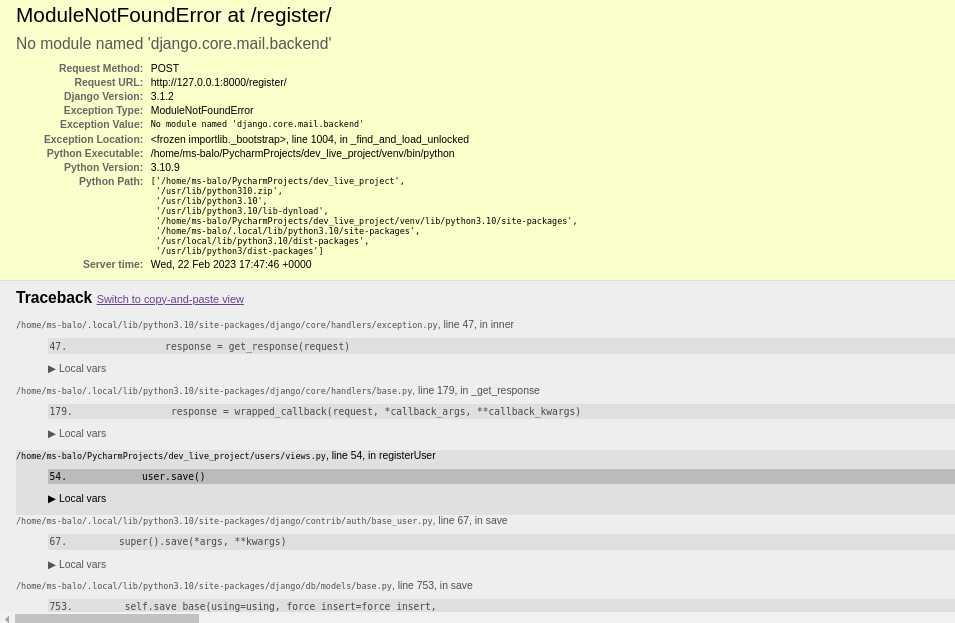 ModuleNotFoundError at /register/
No module named 'django.core.mail.backend'
Request Method: POST
Request URL: http://127.0.0.1:8000/register/
Django Version: 3.1.2
Exception Type: ModuleNotFoundError
Exception Value: No module named 'django.core.mail.backend'
Exception Location: <frozen importlib._bootstrap>, line 1004, in _find_and_load_unlocked
Python Executable: /home/ms-balo/PycharmProjects/dev_live_project/venv/bin/python
Python Version: 3.10.9
Python Path: ['/home/ms-balo/PycharmProjects/dev_live_project',
'/usr/lib/python310.zip',
'/usr/lib/python3.10',
'/usr/lib/python3.10/lib-dynload',
'/home/ms-balo/PycharmProjects/dev_live_project/venv/lib/python3.10/site-packages',
'/home/ms-balo/.local/lib/python3.10/site-packages',
'/usr/local/lib/python3.10/dist-packages',
'/usr/lib/python3/dist-packages']
Server time: Wed, 22 Feb 2023 17:47:46 +0000
Traceback Switch to copy-and-paste view
/home/ms-balo/.local/lib/python3.10/site-packages/django/core/handlers/exception.py, line 47, in inner
47. response = get_response(request)
▶ Local vars
/home/ms-balo/.local/lib/python3.10/site-packages/django/core/handlers/base.py, line 179, in _get_response
179. response = wrapped_callback(request, *callback_args, **callback_kwargs)
▶ Local vars
/home/ms-balo/PycharmProjects/dev_live_project/users/views.py, line 54, in registerUser
54. user.save()
▶ Local vars
/home/ms-balo/.local/lib/python3.10/site-packages/django/contrib/auth/base_user.py, line 67, in save
67. super().save(*args, **kwargs)
▶ Local vars
/home/ms-balo/.local/lib/python3.10/site-packages/django/db/models/base.py, line 753, in save
753. self.save_base(using=using, force_insert=force_insert,